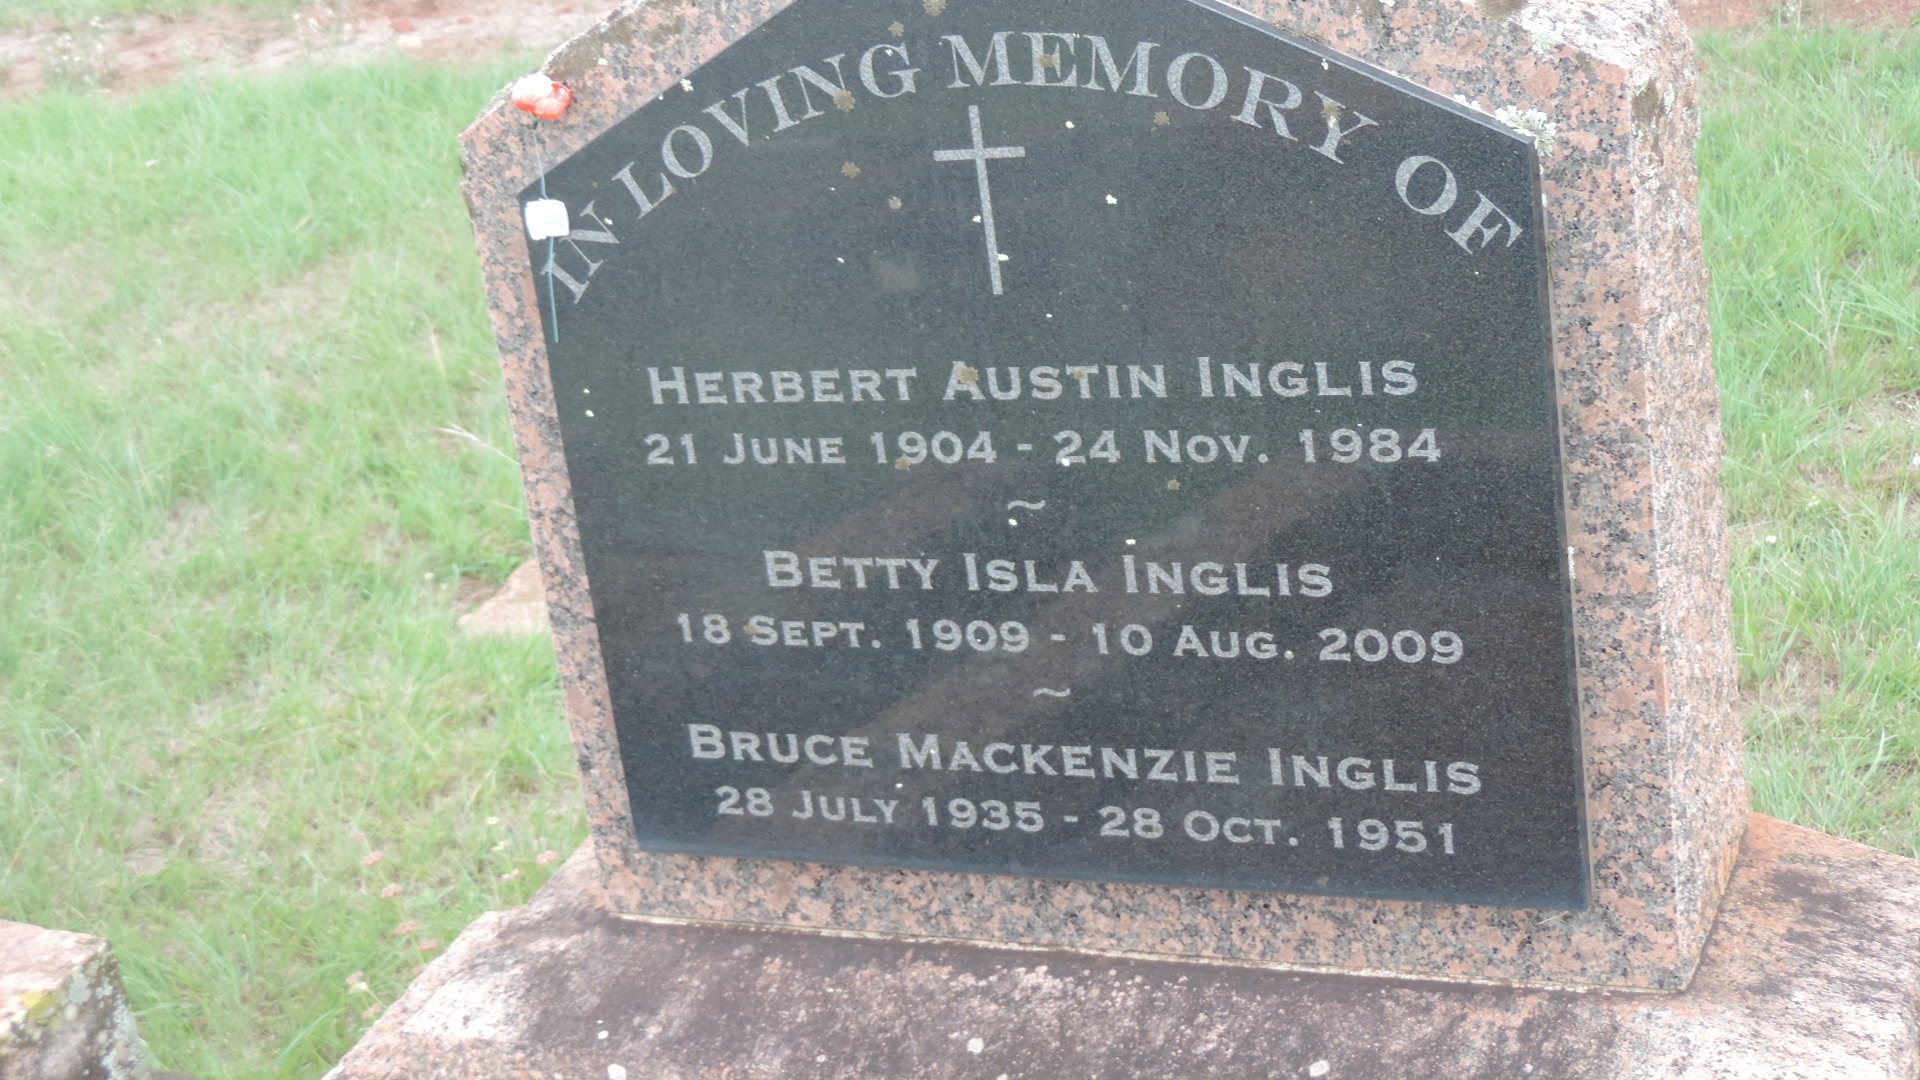 IN LOVING MEMORY OF
HERBERT AUSTIN INGLIS
21 JUNE 1904 - 24 NOV. 1984
~
BETTY ISLA INGLIS
18 SEPT. 1909 - 10 AUG. 2009
~
BRUCE MACKENZIE INGLIS
28 JULY 1935 - 28 OCT. 1951